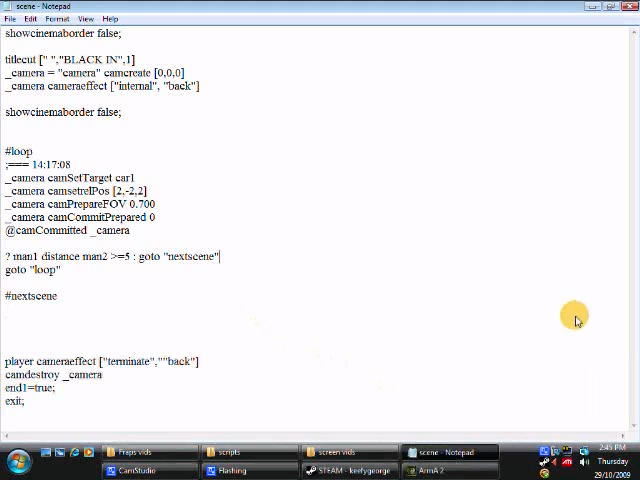 scene - Notepad
File Edit Format View Help
showcinemaborder false;
titlecut [" ","BLACK IN",1]
_camera = "camera" camcreate [0,0,0]
_camera cameraeffect ["internal", "back"]
showcinemaborder false;
#loop
;=== 14:17:08
_camera camSetTarget car1
_camera camsetrelPos [2,-2,2]
_camera camPrepareFOV 0.700
_camera camCommitPrepared 0
@camCommitted _camera
? man1 distance man2 >=5 : goto "nextscene"
goto "loop"
#nextscene
player cameraeffect ["terminate",""back"]
camdestroy _camera
end1=true;
exit;
Fraps vids scripts screen vids scene - Notepad 2:45 PM
CamStudio Flashing STEAM - keefygeorge ArmA 2 Thursday
29/10/2009